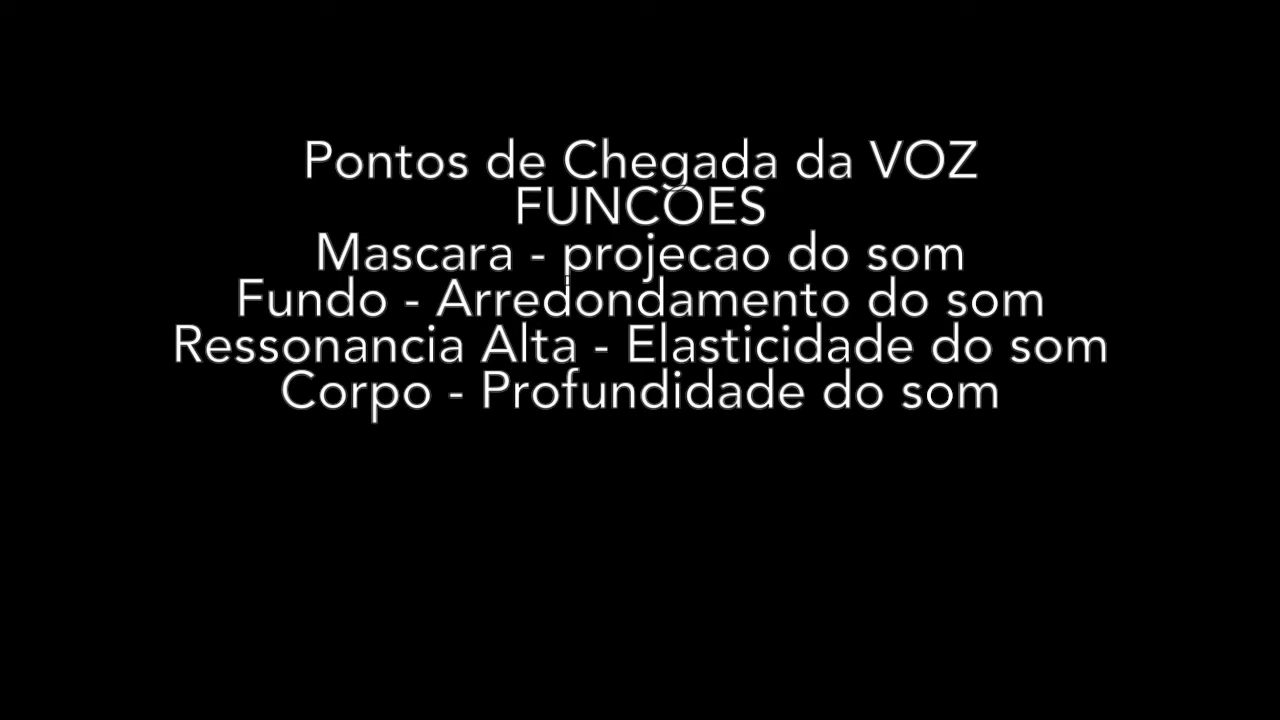 Pontos de Chegada da VOZ
FUNCOES
Mascara - projecao do som
Fundo - Arredondamento do som
Ressonancia Alta - Elasticidade do som
Corpo - Profundidade do som